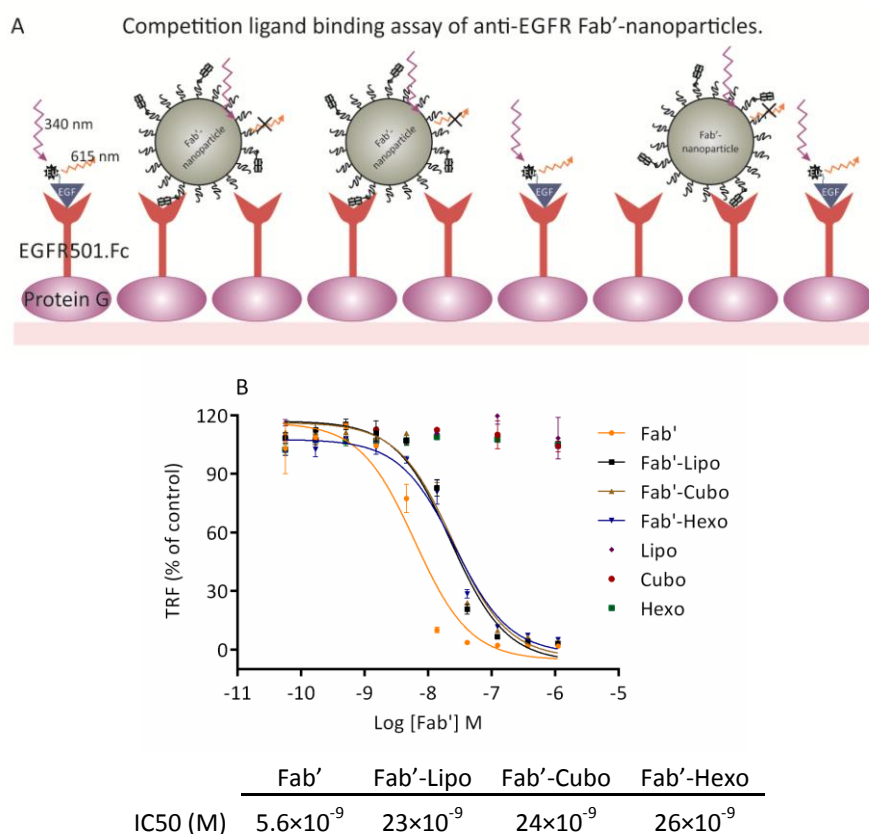 A
Competition ligand binding assay of anti-EGFR Fab'-nanoparticles.
340 nm
615 nm
Fab'-
nanoparticle
Fab'-
nanoparticle
Fab'-
nanoparticle
EGF
EGF
EGF
EGFR501.Fc
Protein G
B
120
90
60
30
0
TRF (% of control)
-11 -10 -9 -8 -7 -6 -5
Log [Fab'] M
Fab'
Fab'-Lipo
Fab'-Cubo
Fab'-Hexo
Lipo
Cubo
Hexo
Fab' Fab'-Lipo Fab'-Cubo Fab'-Hexo
IC50 (M) 5.6×10⁻⁹ 23×10⁻⁹ 24×10⁻⁹ 26×10⁻⁹